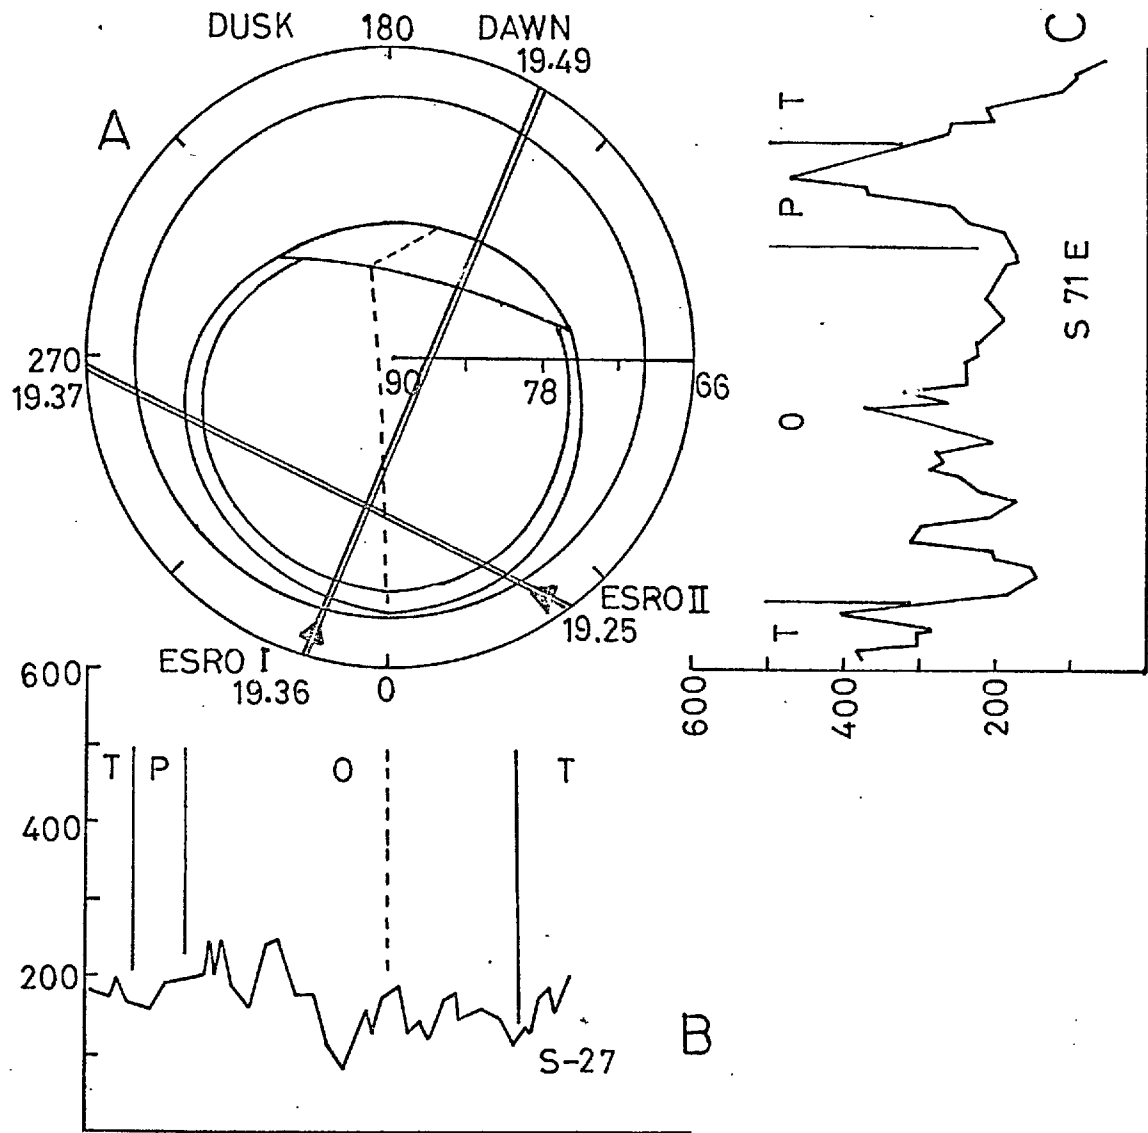 DUSK 180 DAWN
19.49
A
270
19.37
90 78 66
ESRO II
19.25
ESRO I
19.36
0
600
T P O T
400
200
S-27
B
C
T
P
O
T
S 71 E
600 400 200